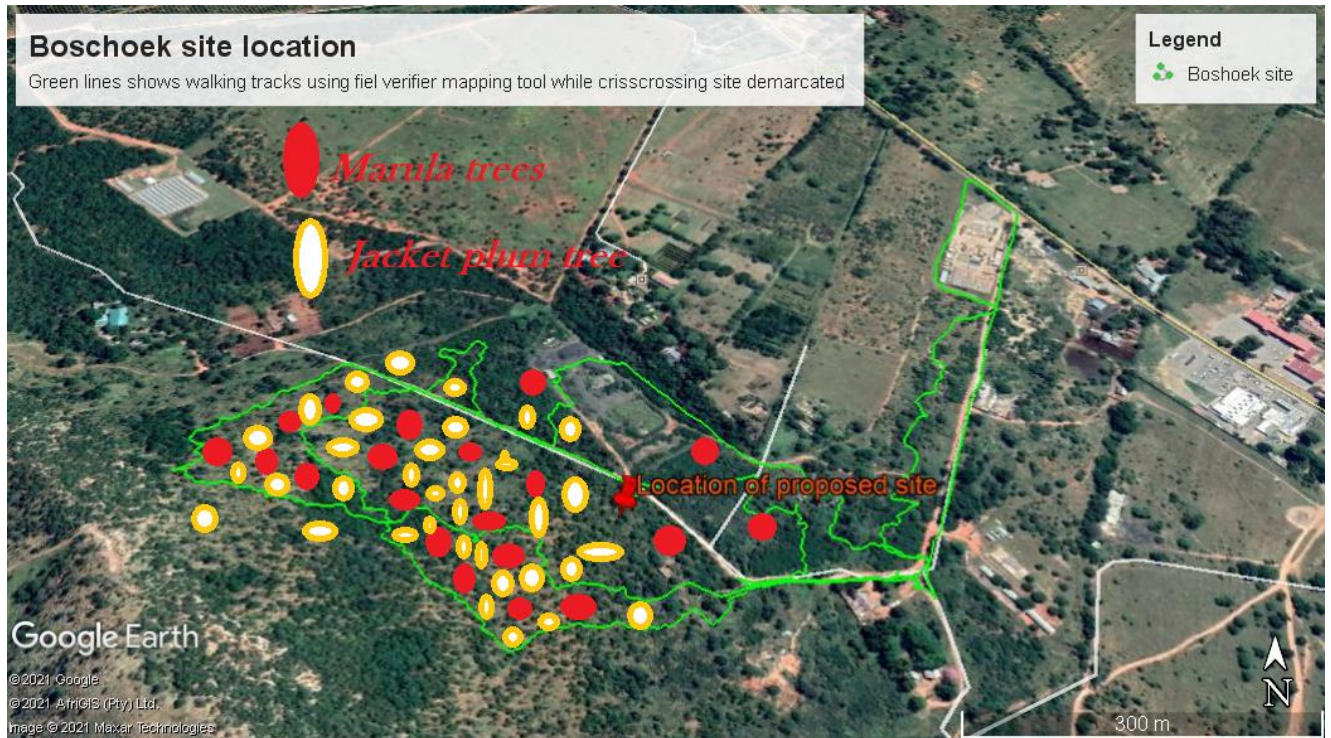 Boschoek site location
Green lines shows walking tracks using fiel verifier mapping tool while crisscrossing site demarcated
Legend
Boshoek site
Marula trees
Jacket plum tree
Location of proposed site
Google Earth
©2021 Google
©2021 AfriGIS (Pty) Ltd.
Image © 2021 Maxar Technologies
N
300 m